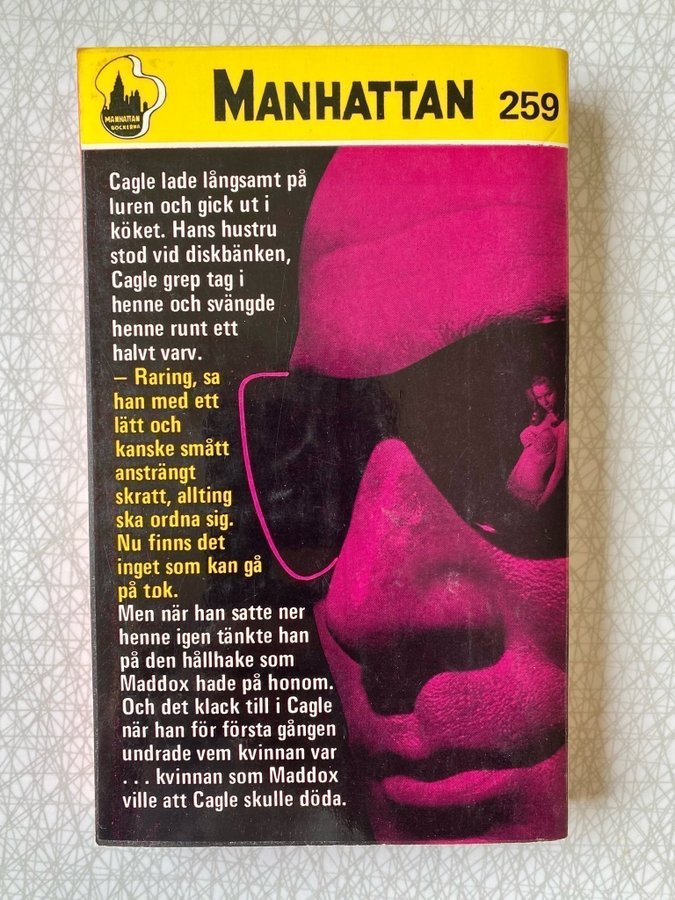 MANHATTAN
BÖCKERNA
MANHATTAN 259
Cagle lade långsamt på
luren och gick ut i
köket. Hans hustru
stod vid diskbänken,
Cagle grep tag i
henne och svängde
henne runt ett
halvt varv.
– Raring, sa
han med ett
lätt och
kanske smått
ansträngt
skratt, allting
ska ordna sig.
Nu finns det
inget som kan gå
på tok.
Men när han satte ner
henne igen tänkte han
på den hållhake som
Maddox hade på honom.
Och det klack till i Cagle
när han för första gången
undrade vem kvinnan var
. . . kvinnan som Maddox
ville att Cagle skulle döda.